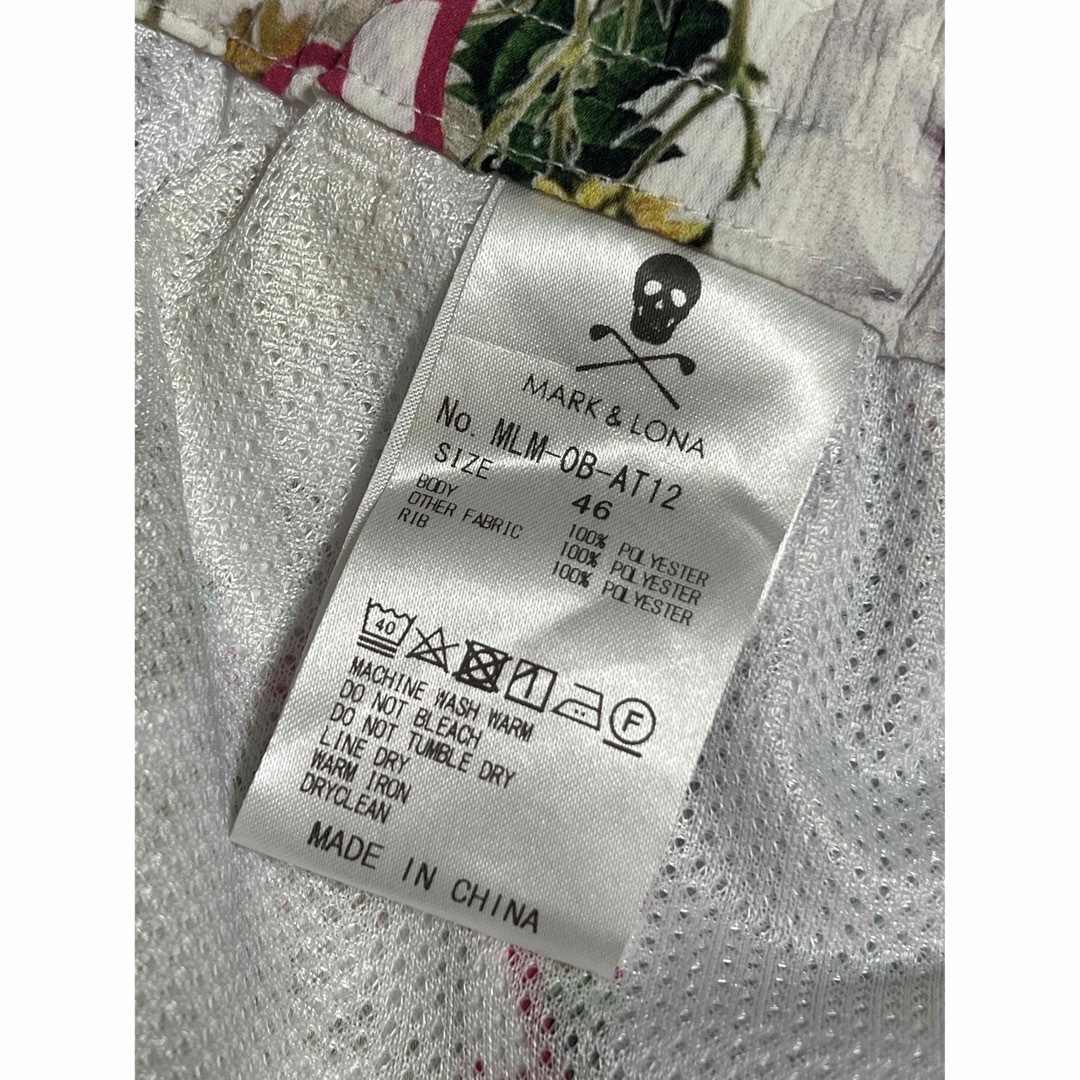 MARK & LONA
No. MLM-OB-AT12
SIZE 46
BODY 100% POLYESTER
OTHER FABRIC 100% POLYESTER
RIB 100% POLYESTER
40 F
MACHINE WASH WARM
DO NOT BLEACH
DO NOT TUMBLE DRY
LINE DRY
WARM IRON
DRYCLEAN
MADE IN CHINA